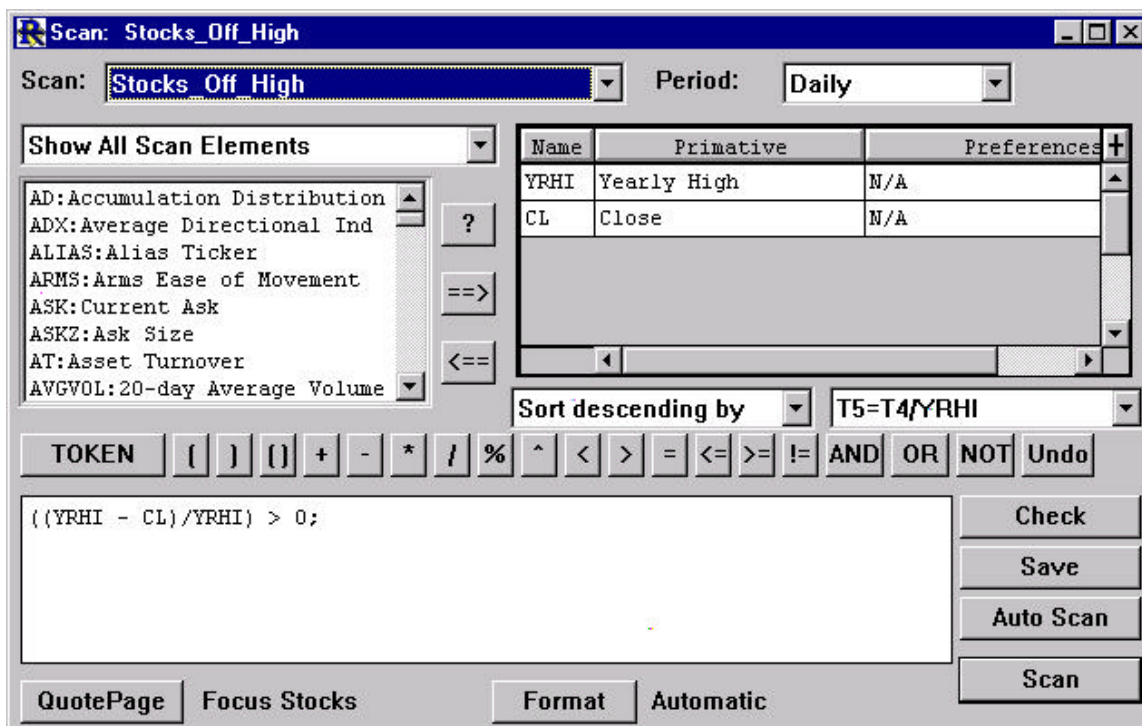 Scan: Stocks_Off_High
Scan: Stocks_Off_High Period: Daily
Show All Scan Elements
Name Primative Preferences +
YRHI Yearly High N/A
CL Close N/A
AD:Accumulation Distribution
ADX:Average Directional Ind
ALIAS:Alias Ticker
ARMS:Arms Ease of Movement
ASK:Current Ask
ASKZ:Ask Size
AT:Asset Turnover
AVGVOL:20-day Average Volume
?
==>
<==
Sort descending by T5=T4/YRHI
TOKEN ( ) () + - * / % ^ < > = <= >= != AND OR NOT Undo
((YRHI - CL)/YRHI) > 0;
Check
Save
Auto Scan
Scan
QuotePage Focus Stocks Format Automatic